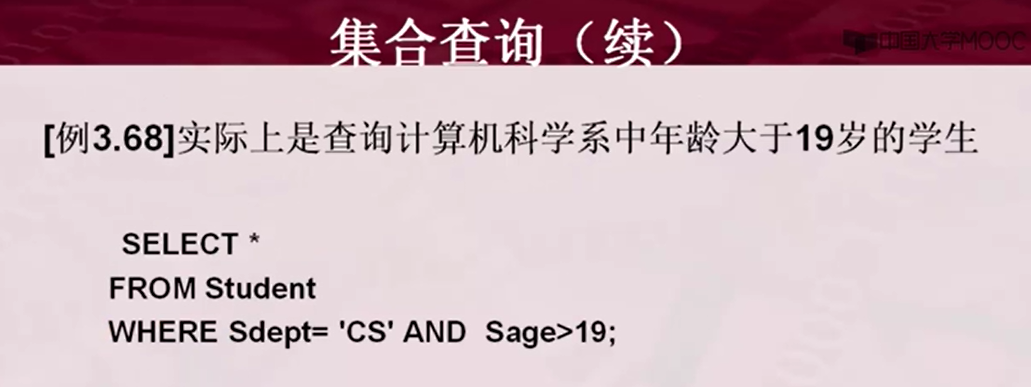 集合查询（续）
中国大学MOOC
[例3.68]实际上是查询计算机科学系中年龄大于19岁的学生
SELECT *
FROM Student
WHERE Sdept= 'CS' AND  Sage>19;